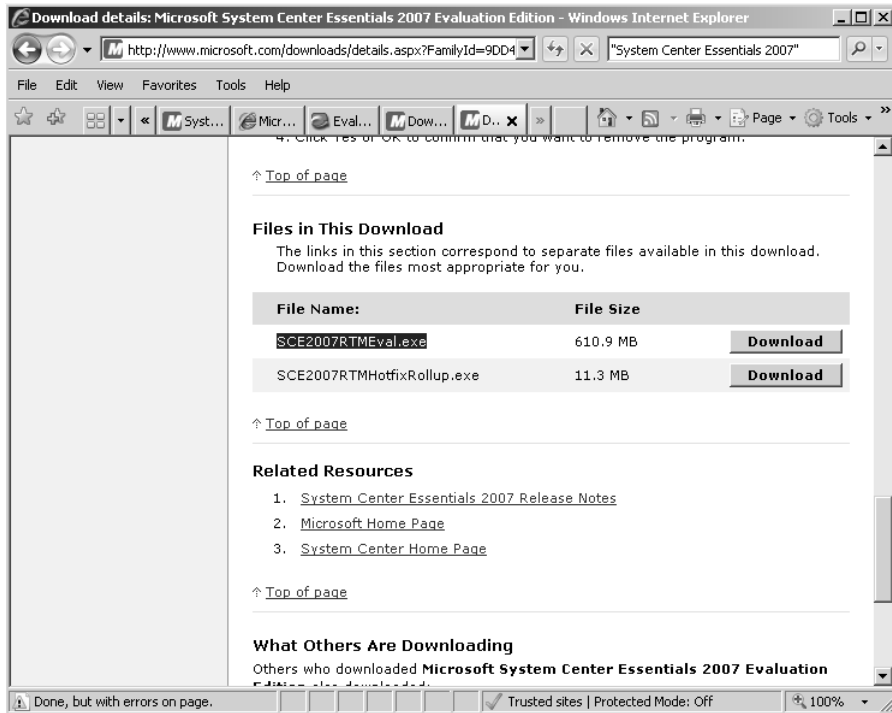 Download details: Microsoft System Center Essentials 2007 Evaluation Edition - Windows Internet Explorer
http://www.microsoft.com/downloads/details.aspx?FamilyId=9DD4
"System Center Essentials 2007"
File Edit View Favorites Tools Help
« Syst... Micr... Eval... Dow... D.. x » Page Tools »
4. Click Yes or OK to confirm that you want to remove the program.
↑ Top of page
Files in This Download
The links in this section correspond to separate files available in this download.
Download the files most appropriate for you.
File Name: File Size
SCE2007RTMEval.exe 610.9 MB Download
SCE2007RTMHotfixRollup.exe 11.3 MB Download
↑ Top of page
Related Resources
1. System Center Essentials 2007 Release Notes
2. Microsoft Home Page
3. System Center Home Page
↑ Top of page
What Others Are Downloading
Others who downloaded Microsoft System Center Essentials 2007 Evaluation
Edition also downloaded:
Done, but with errors on page. Trusted sites | Protected Mode: Off 100%